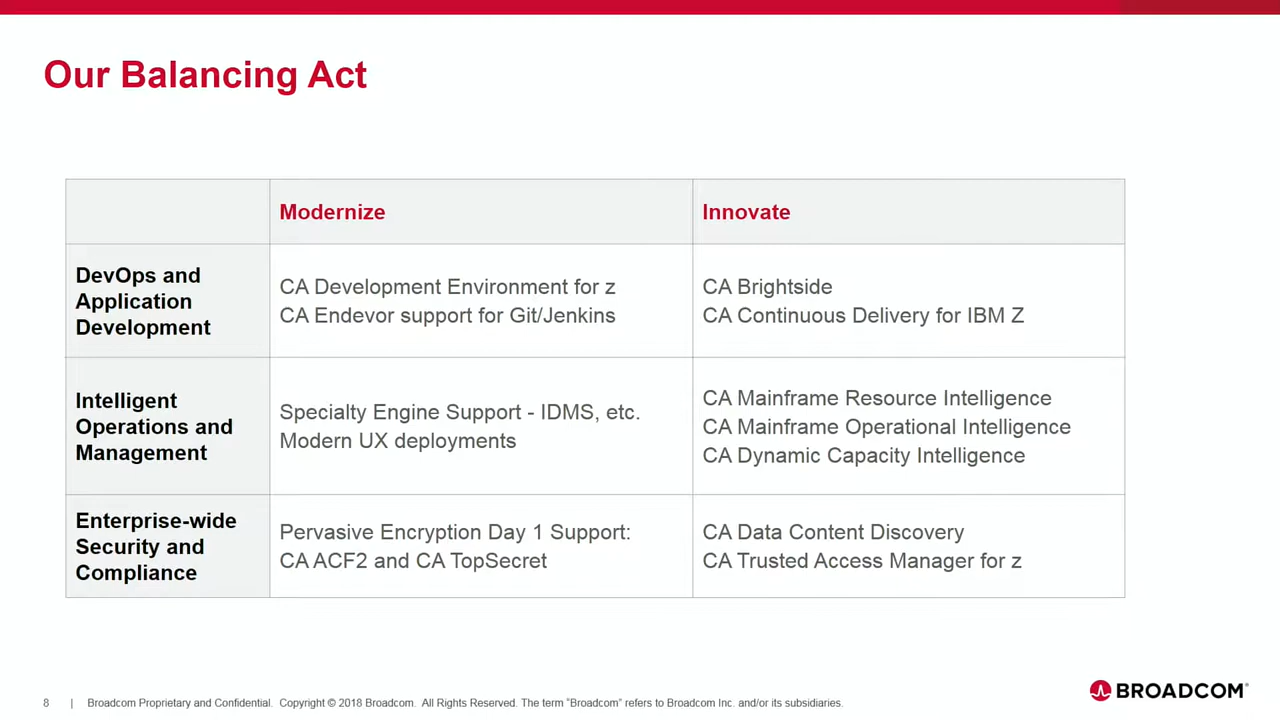 Our Balancing Act
Modernize
Innovate
DevOps and
Application
Development
CA Development Environment for z
CA Endevor support for Git/Jenkins
CA Brightside
CA Continuous Delivery for IBM Z
Intelligent
Operations and
Management
Specialty Engine Support - IDMS, etc.
Modern UX deployments
CA Mainframe Resource Intelligence
CA Mainframe Operational Intelligence
CA Dynamic Capacity Intelligence
Enterprise-wide
Security and
Compliance
Pervasive Encryption Day 1 Support:
CA ACF2 and CA TopSecret
CA Data Content Discovery
CA Trusted Access Manager for z
8 | Broadcom Proprietary and Confidential. Copyright © 2018 Broadcom. All Rights Reserved. The term “Broadcom” refers to Broadcom Inc. and/or its subsidiaries.
BROADCOM®